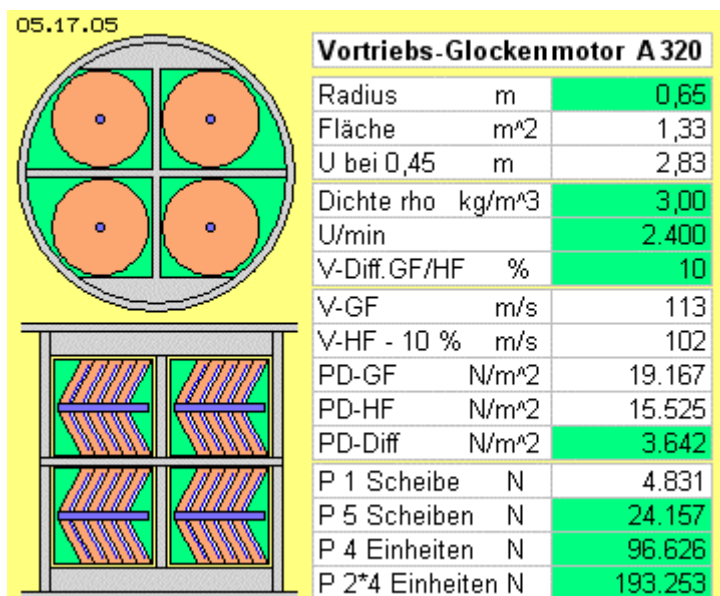 05.17.05
Vortriebs-Glockenmotor A 320
Radius m 0,65
Fläche m^2 1,33
U bei 0,45 m 2,83
Dichte rho kg/m^3 3,00
U/min 2.400
V-Diff.GF/HF % 10
V-GF m/s 113
V-HF - 10 % m/s 102
PD-GF N/m^2 19.167
PD-HF N/m^2 15.525
PD-Diff N/m^2 3.642
P 1 Scheibe N 4.831
P 5 Scheiben N 24.157
P 4 Einheiten N 96.626
P 2*4 Einheiten N 193.253